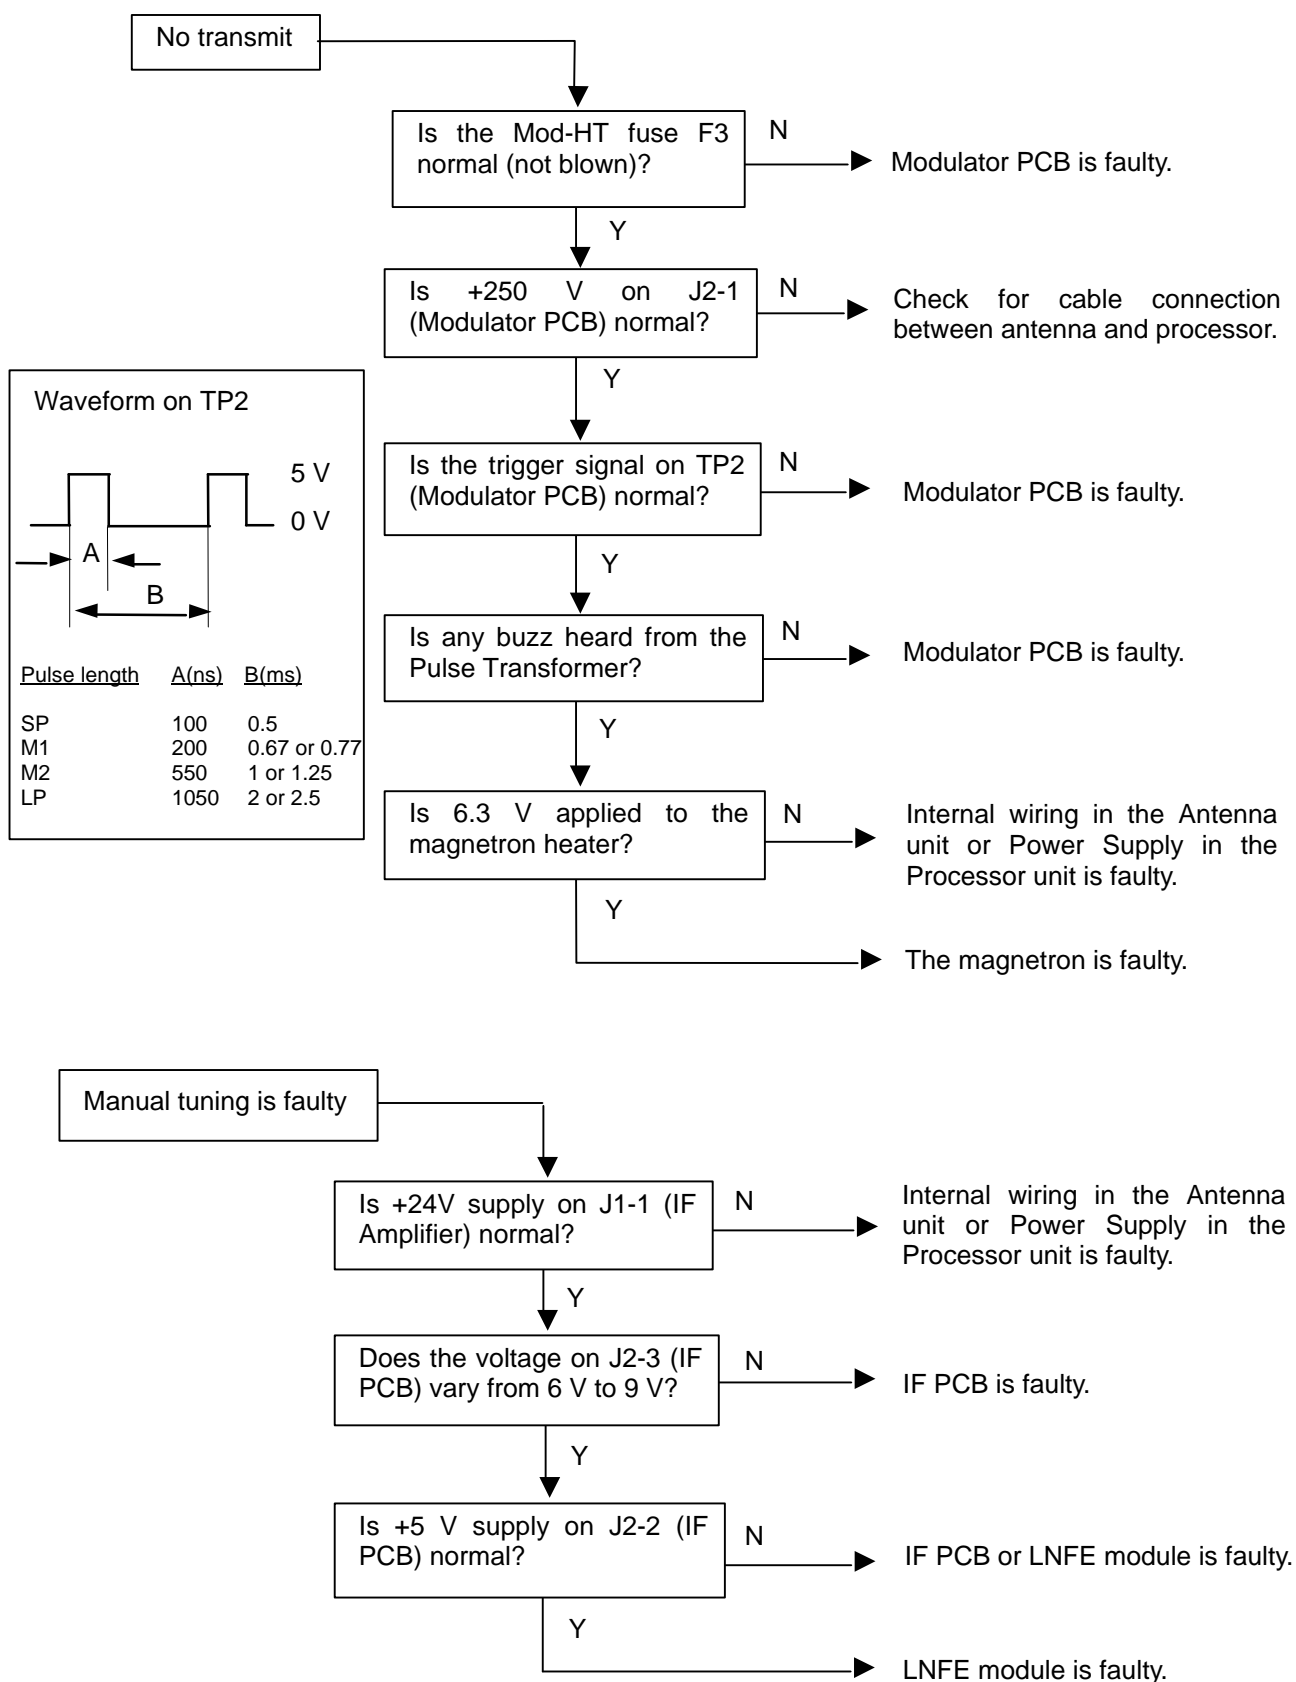 No transmit
Is the Mod-HT fuse F3
normal (not blown)?
N
Modulator PCB is faulty.
Y
Is +250 V on J2-1
(Modulator PCB) normal?
N
Check for cable connection
between antenna and processor.
Y
Is the trigger signal on TP2
(Modulator PCB) normal?
N
Modulator PCB is faulty.
Y
Is any buzz heard from the
Pulse Transformer?
N
Modulator PCB is faulty.
Y
Is 6.3 V applied to the
magnetron heater?
N
Internal wiring in the Antenna
unit or Power Supply in the
Processor unit is faulty.
Y
The magnetron is faulty.
Waveform on TP2
5 V
0 V
A
B
Pulse length A(ns) B(ms)
SP 100 0.5
M1 200 0.67 or 0.77
M2 550 1 or 1.25
LP 1050 2 or 2.5
Manual tuning is faulty
Is +24V supply on J1-1 (IF
Amplifier) normal?
N
Internal wiring in the Antenna
unit or Power Supply in the
Processor unit is faulty.
Y
Does the voltage on J2-3 (IF
PCB) vary from 6 V to 9 V?
N
IF PCB is faulty.
Y
Is +5 V supply on J2-2 (IF
PCB) normal?
N
IF PCB or LNFE module is faulty.
Y
LNFE module is faulty.